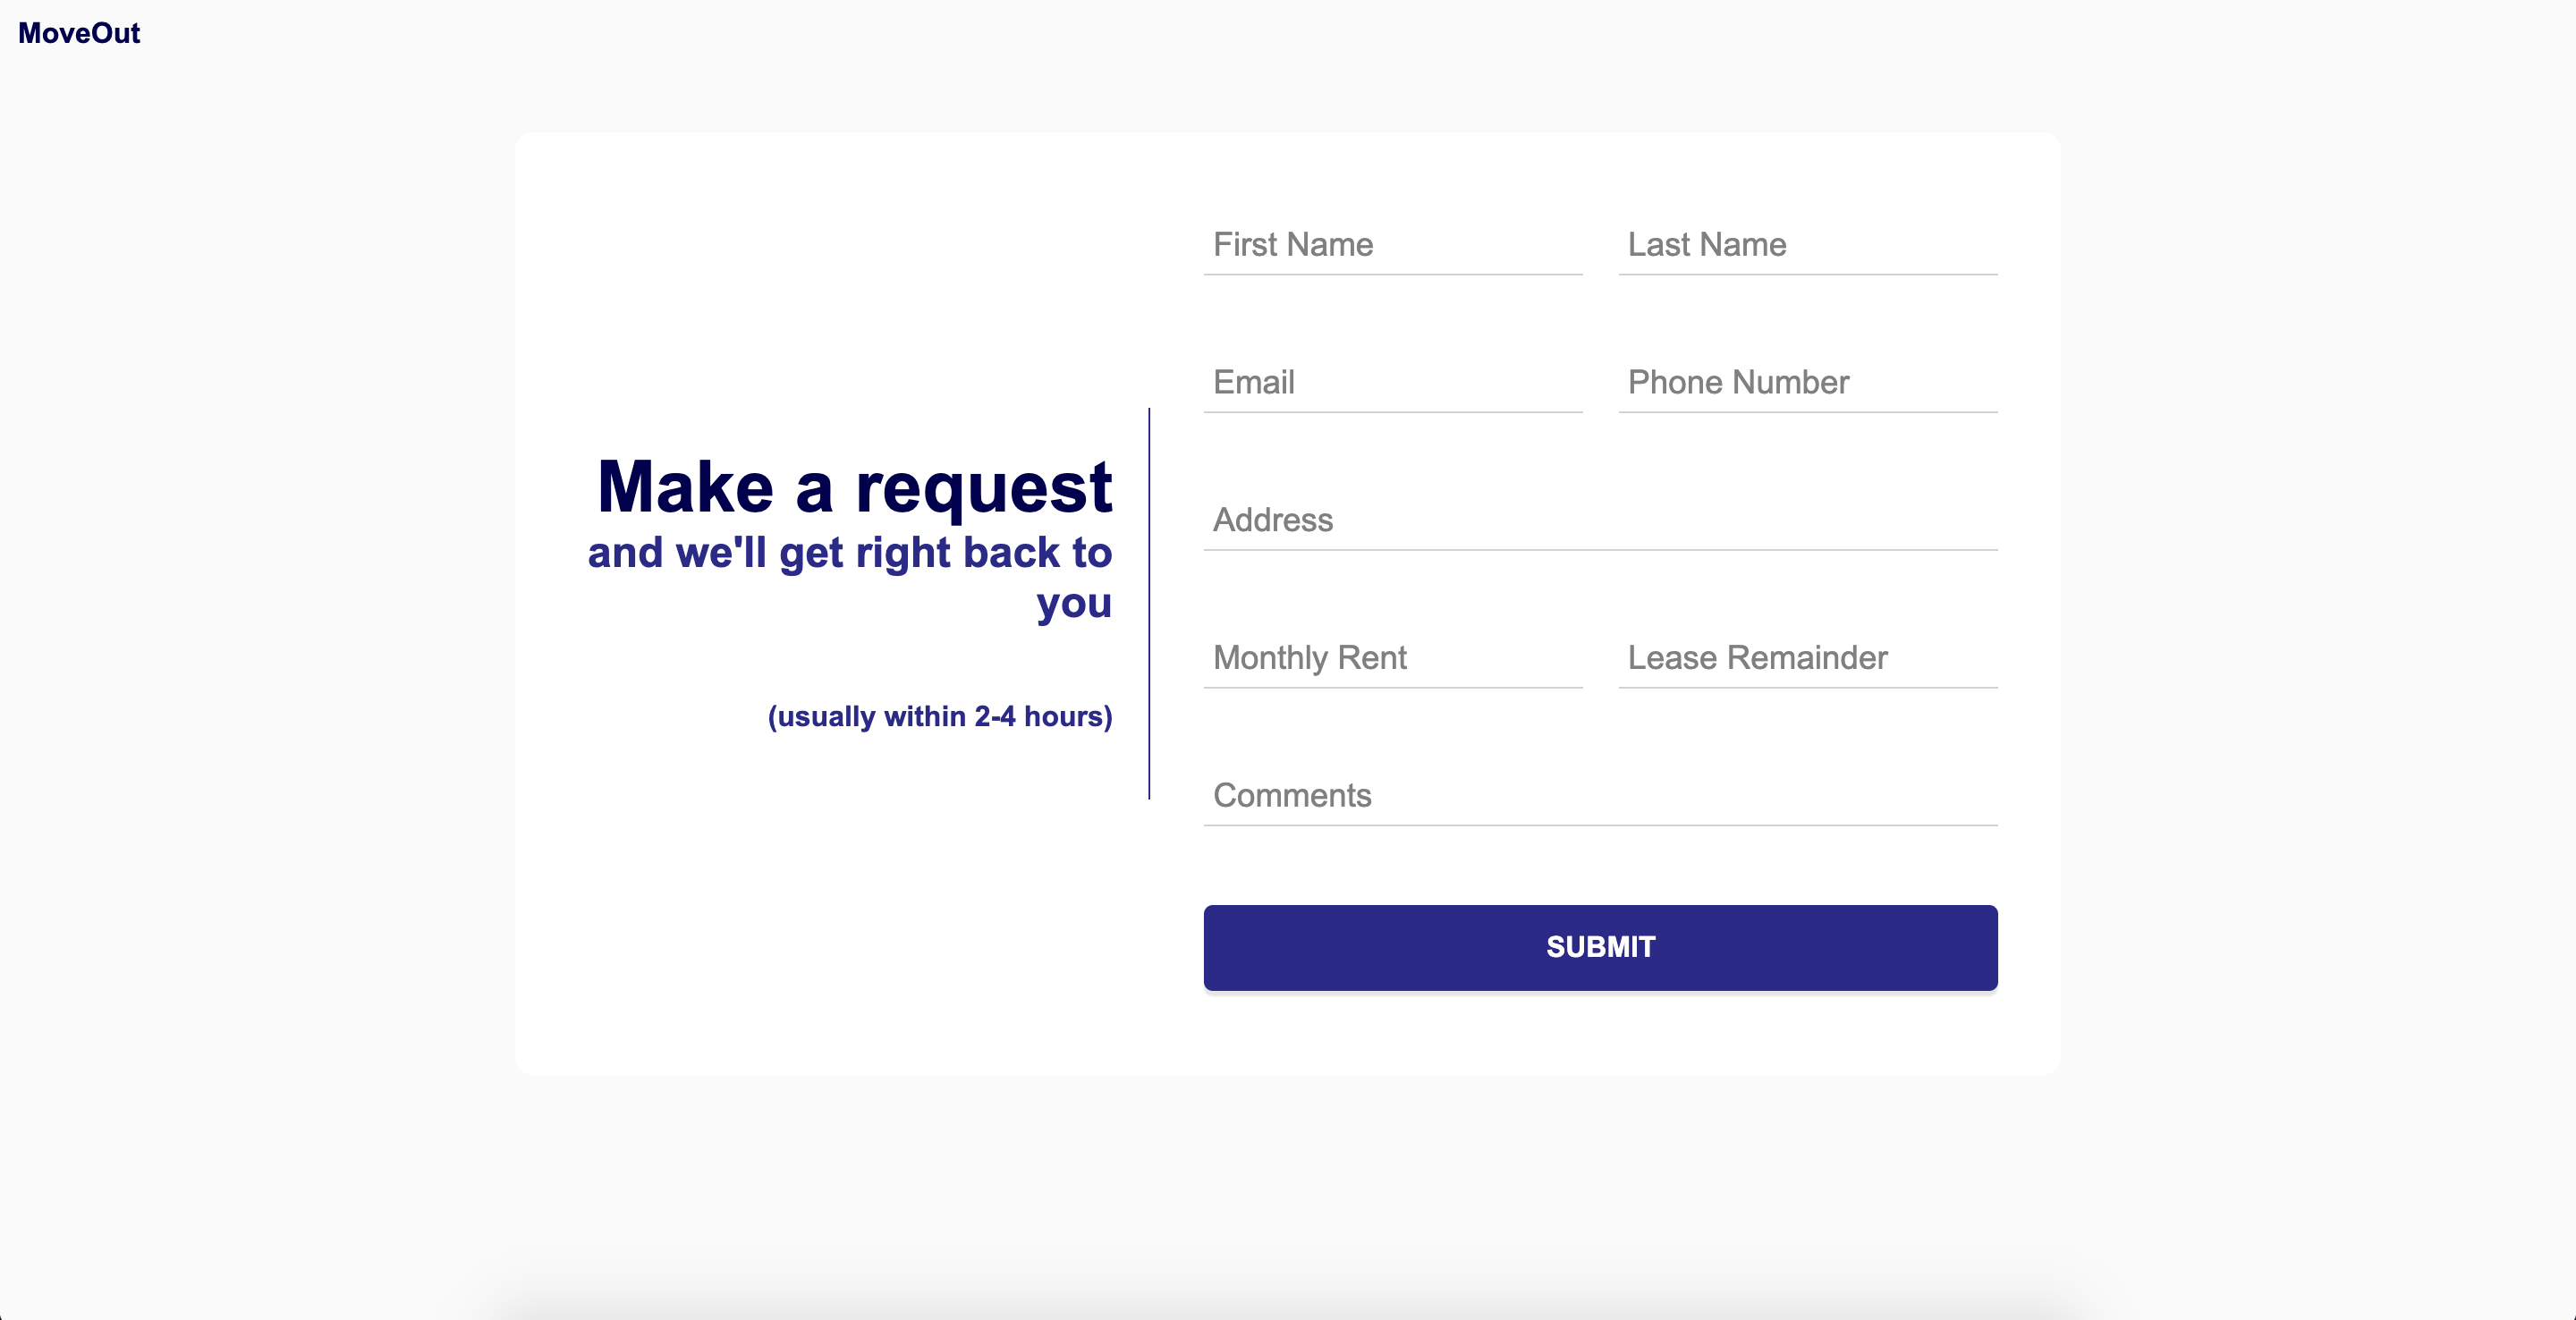 MoveOut
Make a request
and we'll get right back to
you
(usually within 2-4 hours)
First Name
Last Name
Email
Phone Number
Address
Monthly Rent
Lease Remainder
Comments
SUBMIT